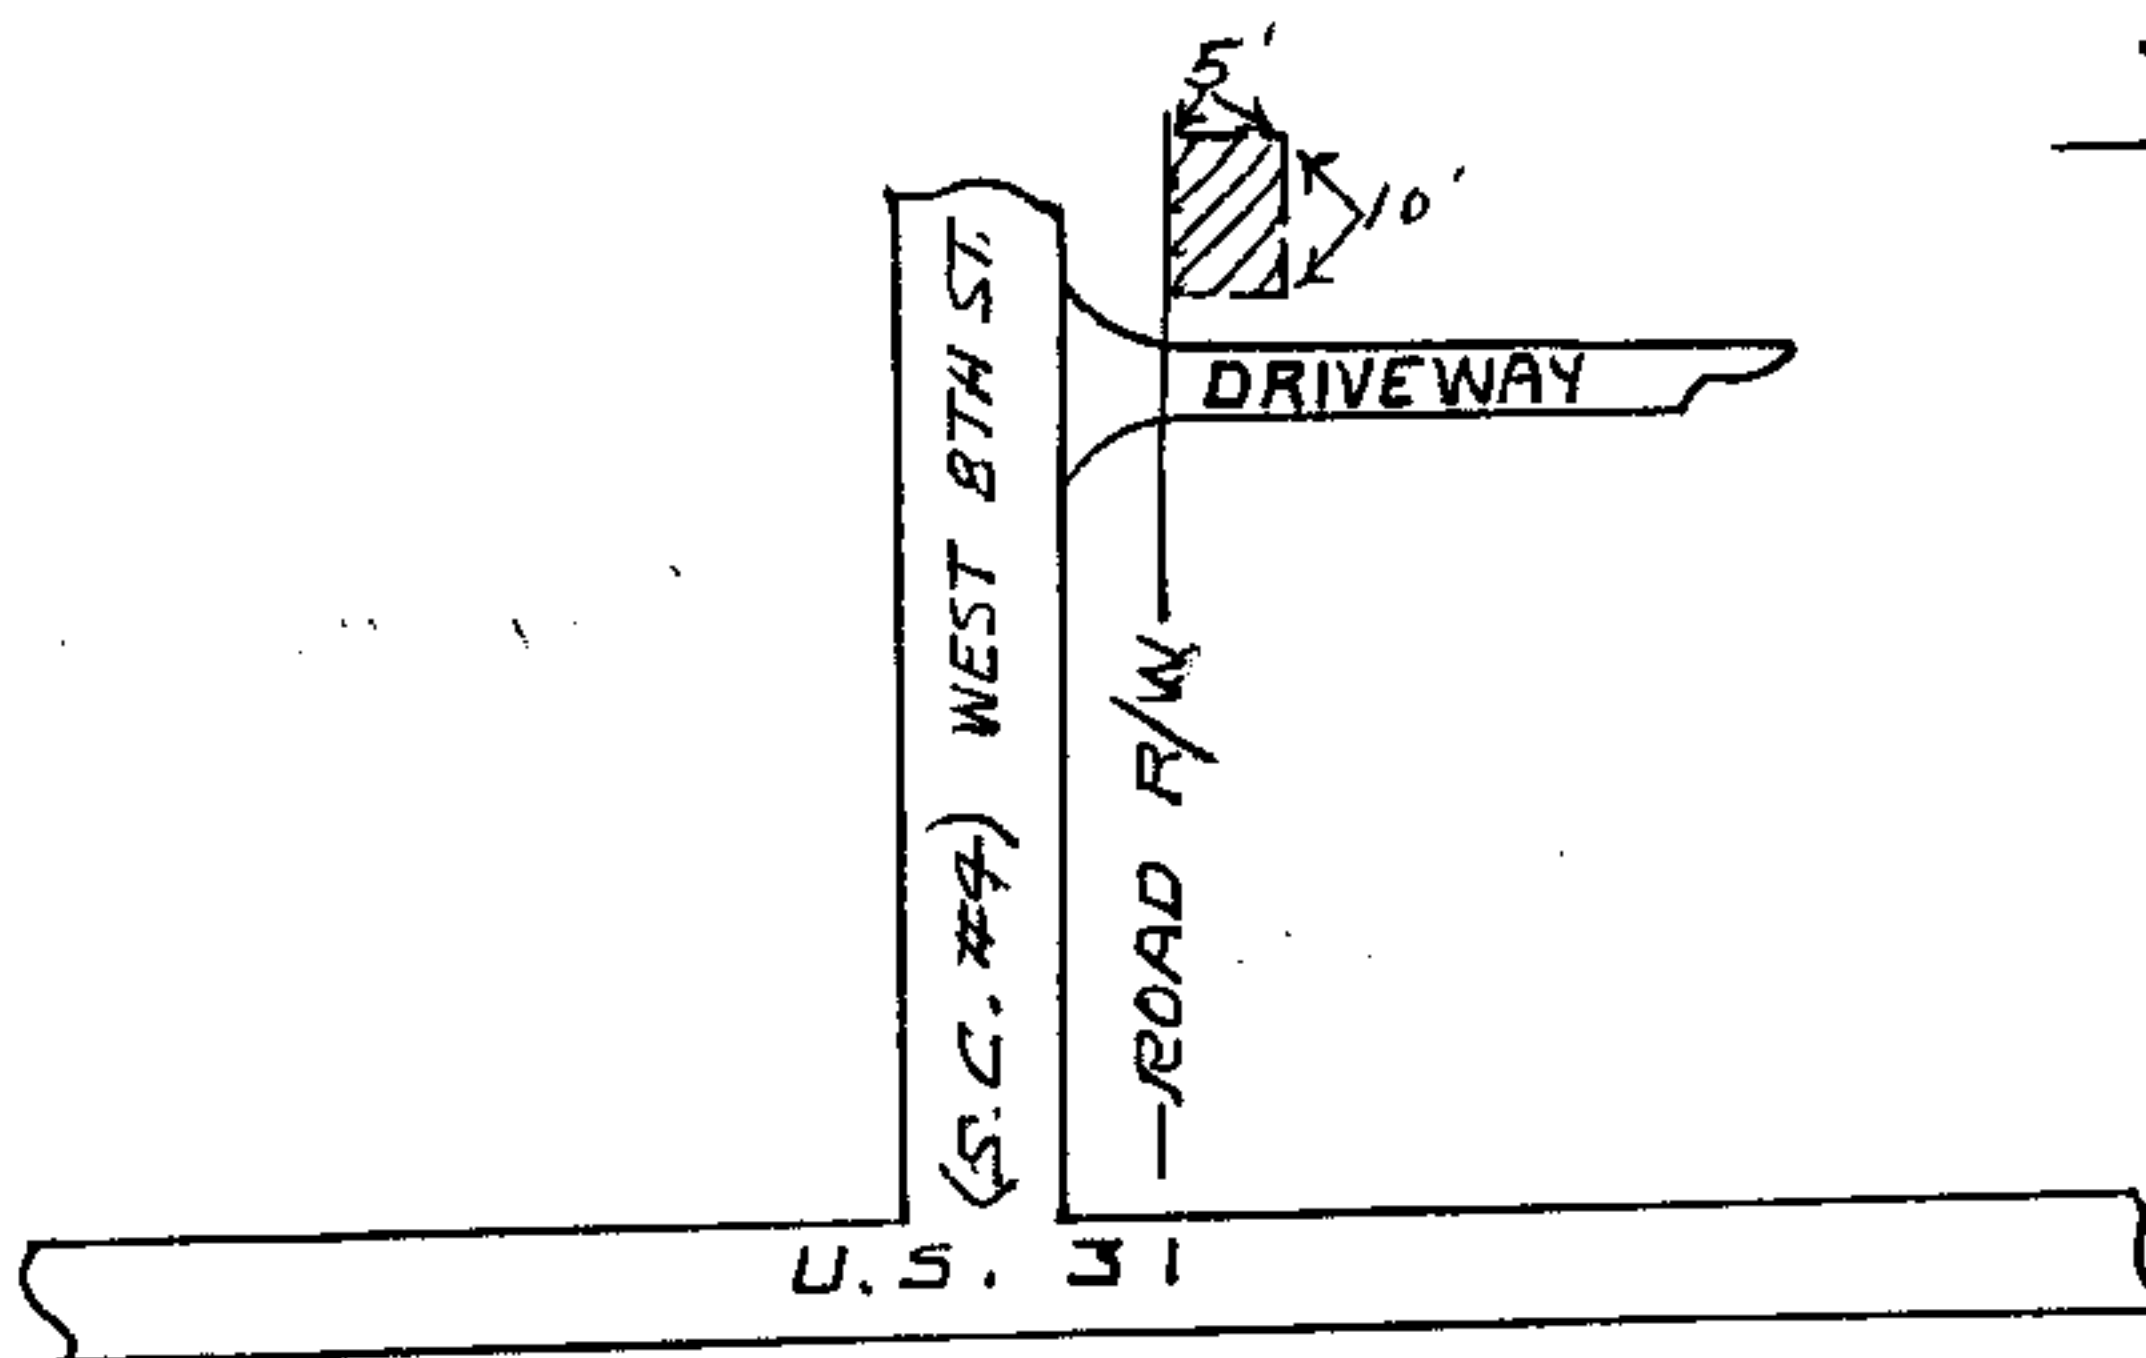 5'
10'
DRIVEWAY
(S.C. #4) WEST 8TH ST.
ROAD R/W
U.S. 31